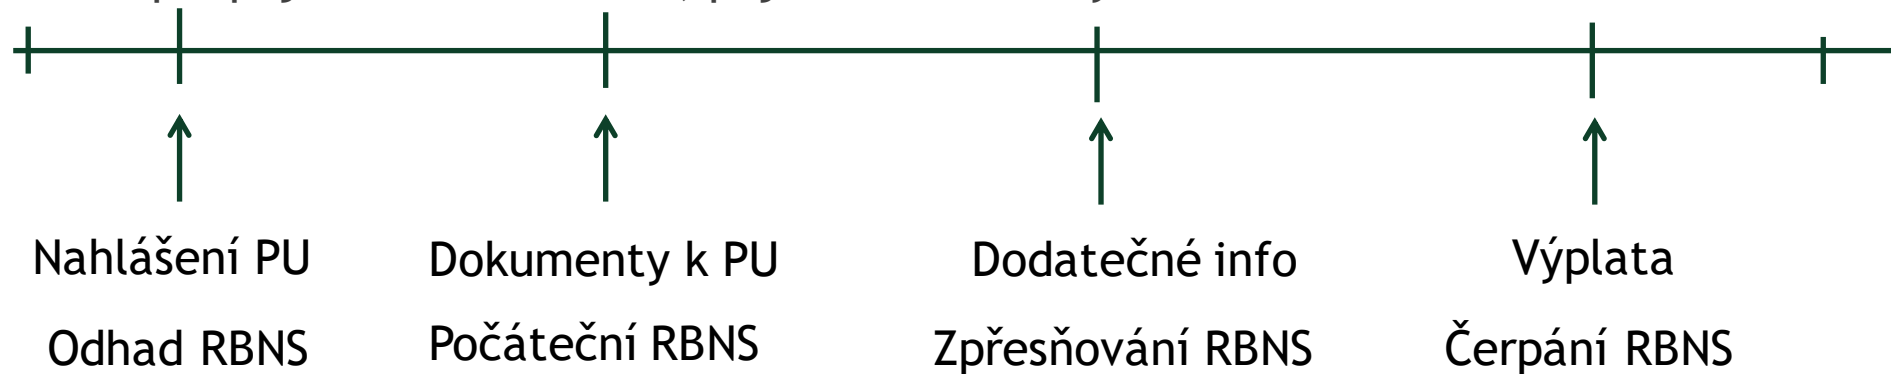 Nahlášení PU
Odhad RBNS
Dokumenty k PU
Počáteční RBNS
Dodatečné info
Zpřesňování RBNS
Výplata
Čerpání RBNS